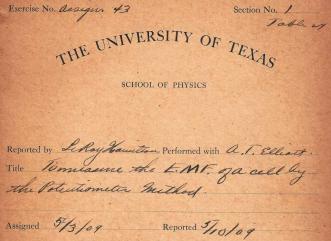 Exercise No. Assign 43 Section No. 1
Table
THE UNIVERSITY OF TEXAS
SCHOOL OF PHYSICS
Reported by LeRoy Hamilton Performed with A. T. Elliott
Title To measure the E.M.F. of a cell by
the Potentiometer Method
Assigned 5/3/09 Reported 5/10/09